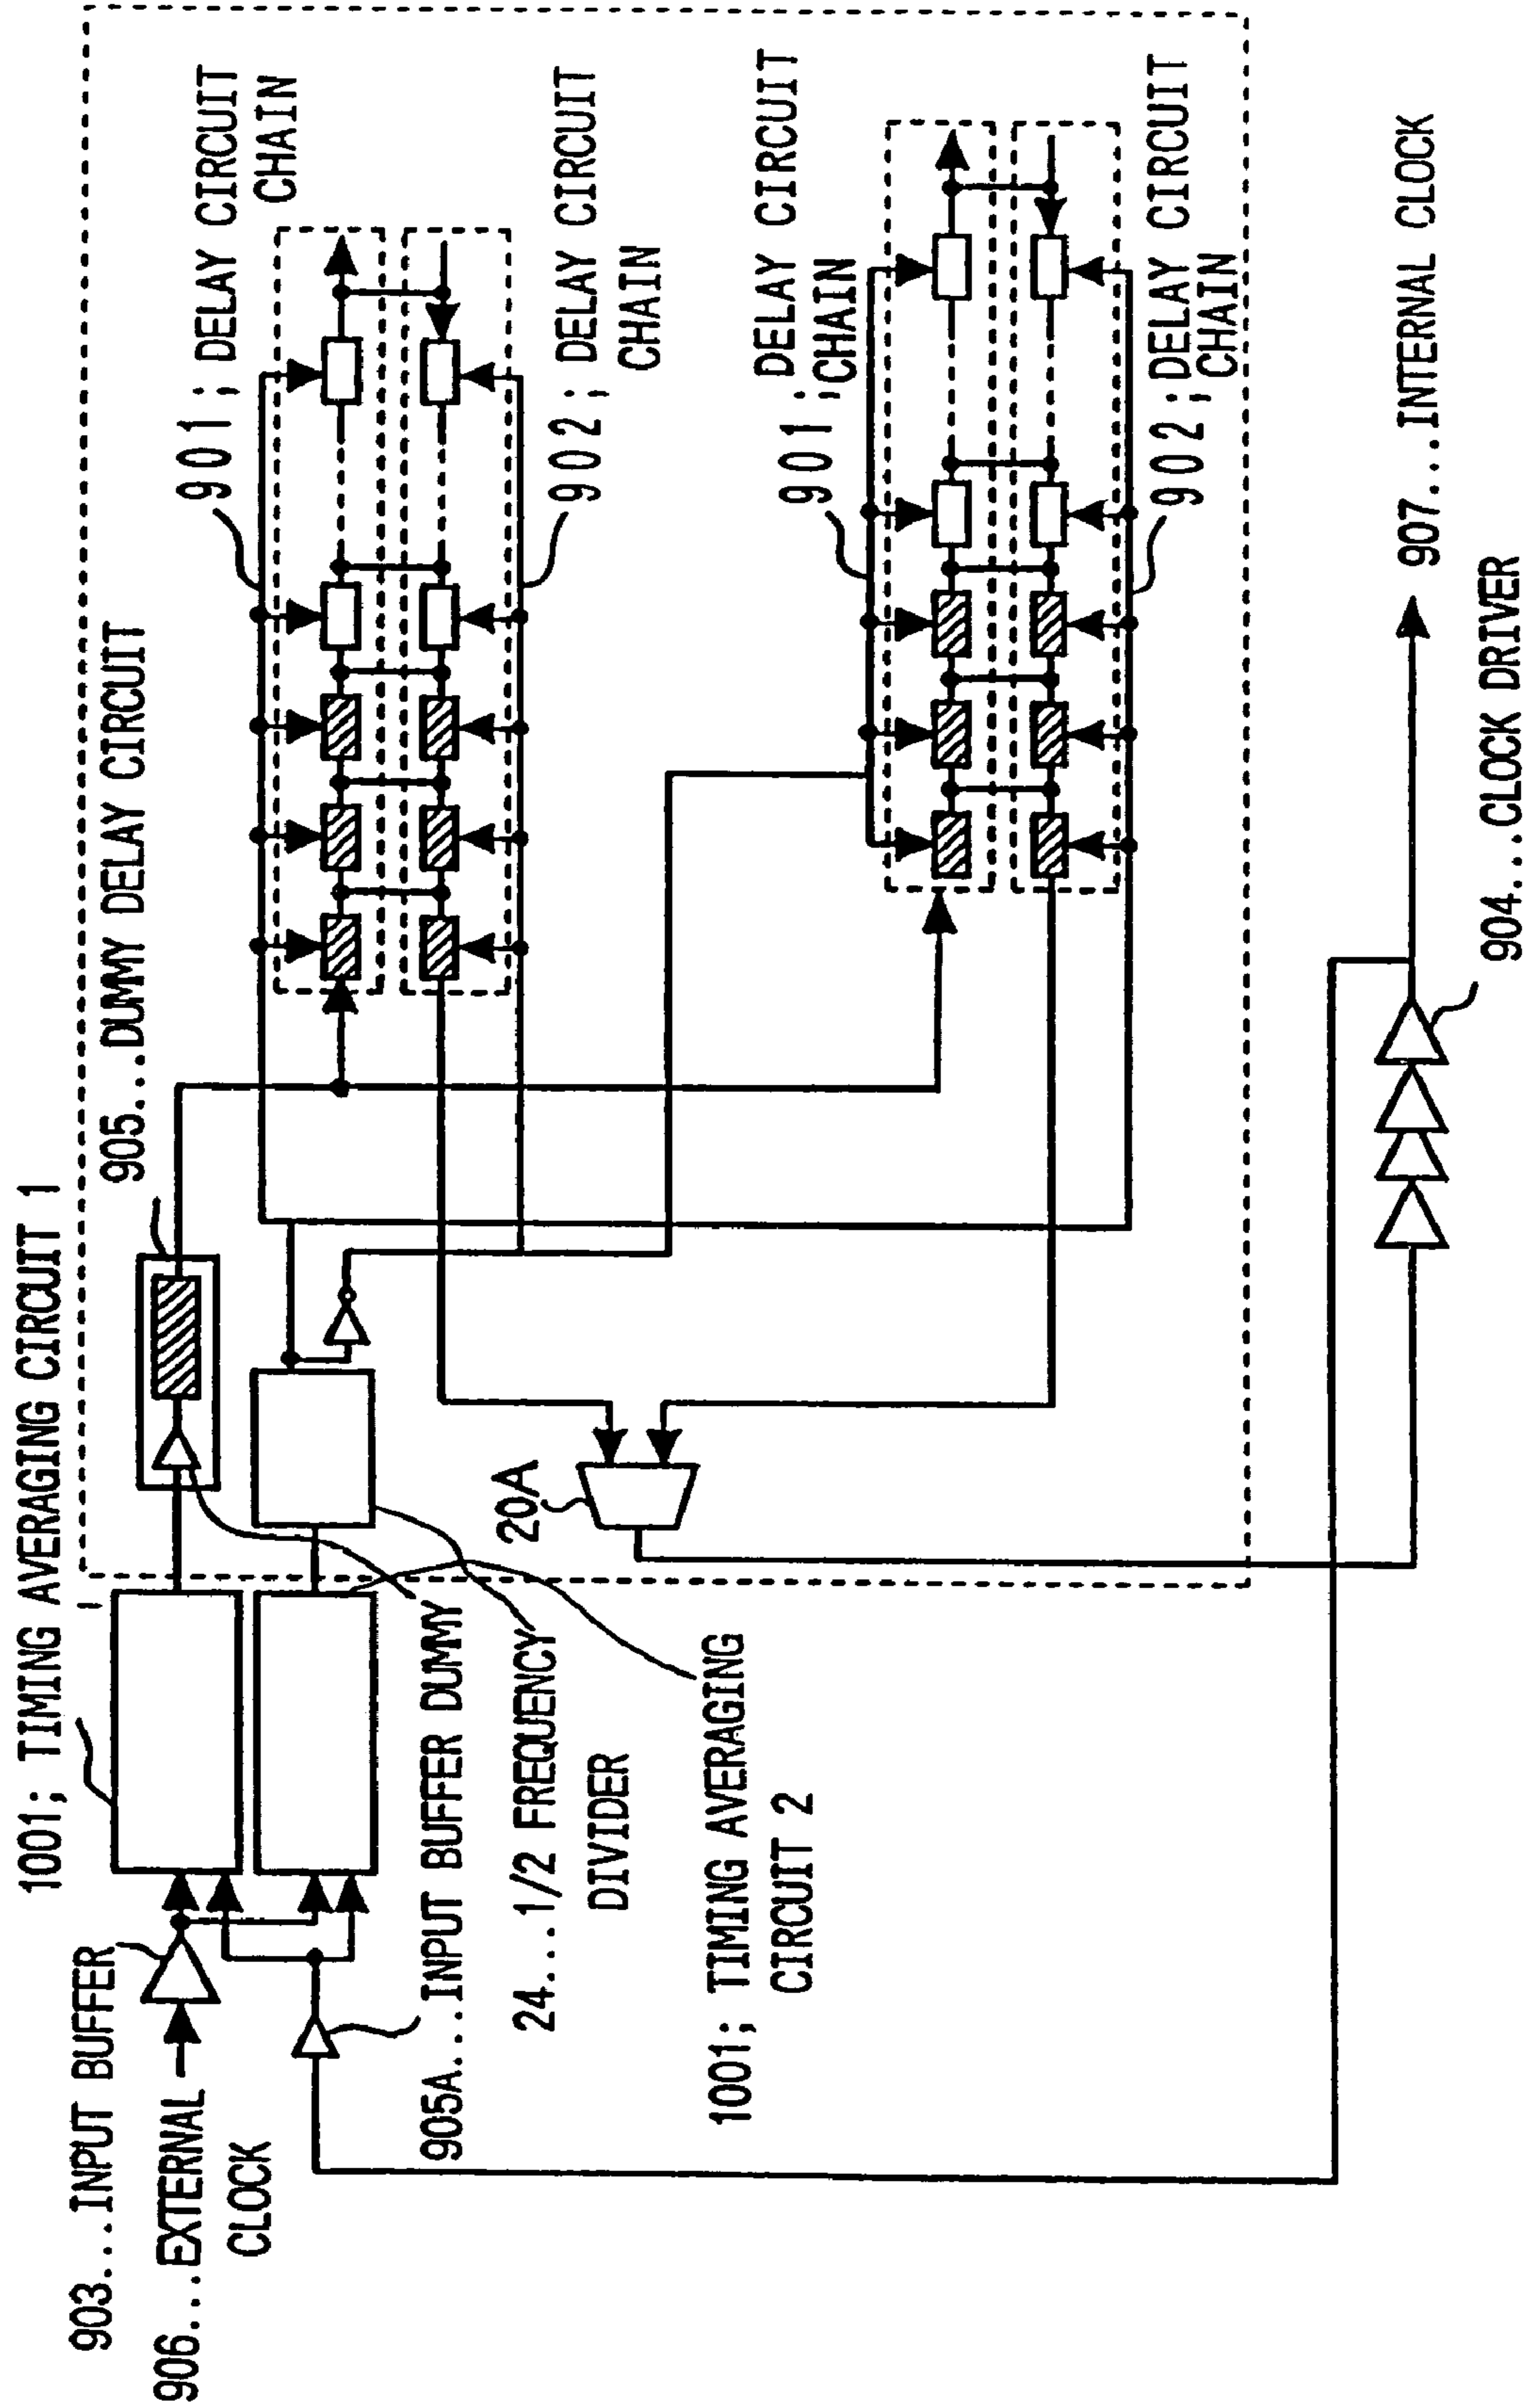 1001; TIMING AVERAGING CIRCUIT 1
903...INPUT BUFFER
905...DUMMY DELAY CIRCUIT
906...EXTERNAL
CLOCK
901; DELAY CIRCUIT
CHAIN
902; DELAY CIRCUIT
CHAIN
905A...INPUT BUFFER DUMMY
20A
24...1/2 FREQUENCY
DIVIDER
1001; TIMING AVERAGING
CIRCUIT 2
DELAY CIRCUIT
901;CHAIN
902;DELAY CIRCUIT
CHAIN
907...INTERNAL CLOCK
904...CLOCK DRIVER